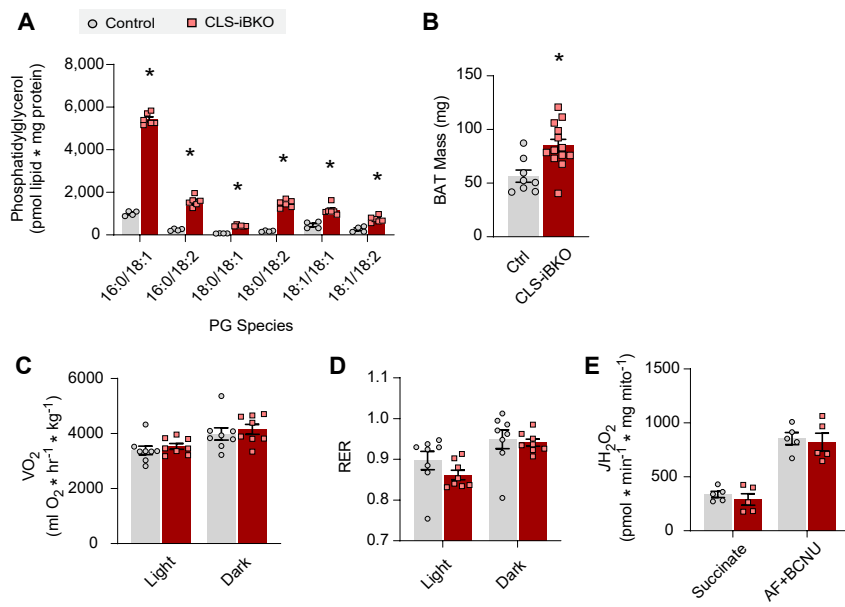 A
Control
CLS-iBKO
Phosphatidylglycerol
(pmol lipid * mg protein)
8,000
6,000
4,000
2,000
0
*
*
*
*
*
*
16:0/18:1
16:0/18:2
18:0/18:1
18:0/18:2
18:1/18:1
18:1/18:2
PG Species
B
BAT Mass (mg)
150
100
50
0
*
Ctrl
CLS-iBKO
C
VO₂
(ml O₂ * hr⁻¹ * kg⁻¹)
6000
4000
2000
0
Light
Dark
D
RER
1.1
1.0
0.9
0.8
0.7
Light
Dark
E
JH₂O₂
(pmol * min⁻¹ * mg mito⁻¹)
1500
1000
500
0
Succinate
AF+BCNU